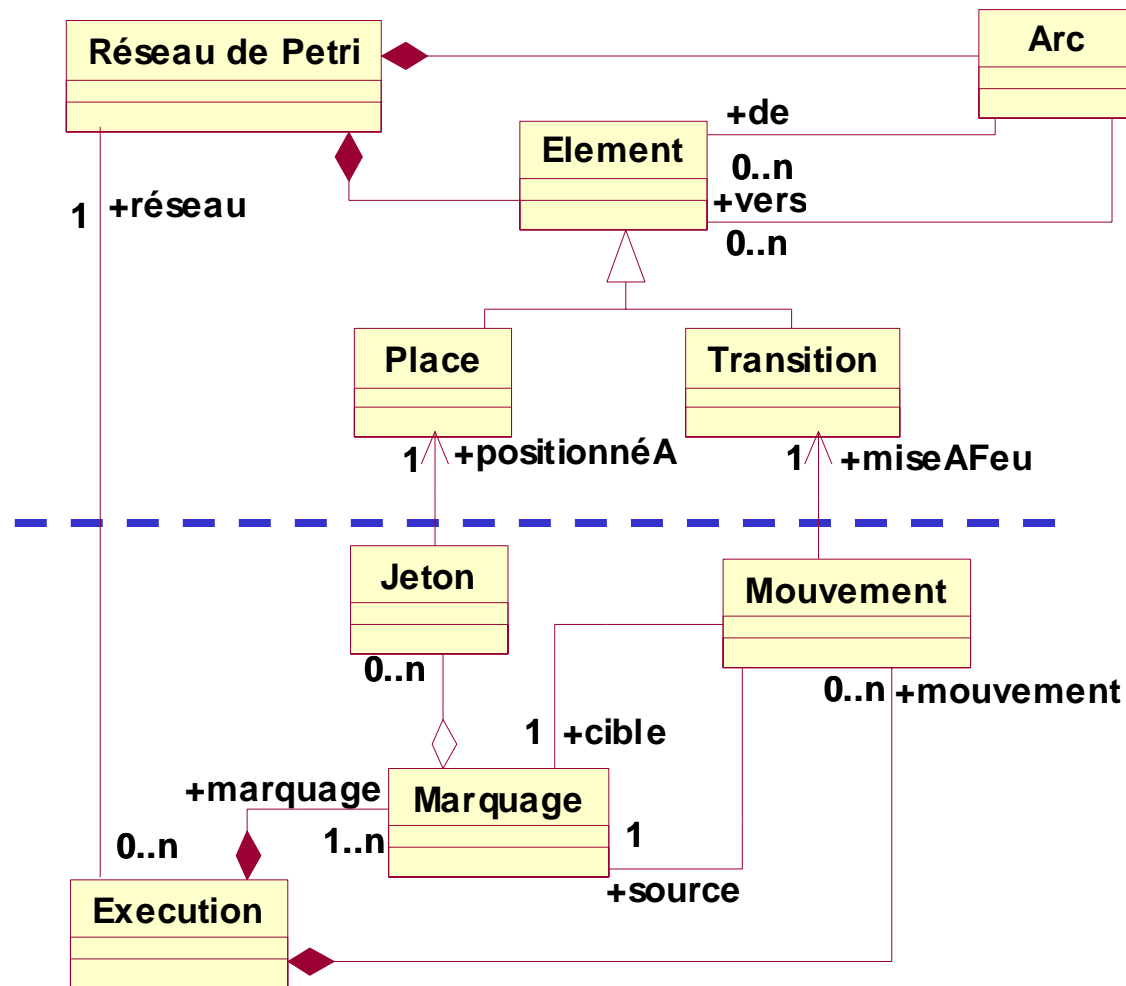 Réseau de Petri
Arc
+de
Element
0..n
+vers
0..n
1 +réseau
Place
Transition
1 +positionnéA
1 +miseAFeu
Jeton
Mouvement
0..n
0..n +mouvement
1 +cible
+marquage
Marquage
1..n
1
0..n
+source
Execution